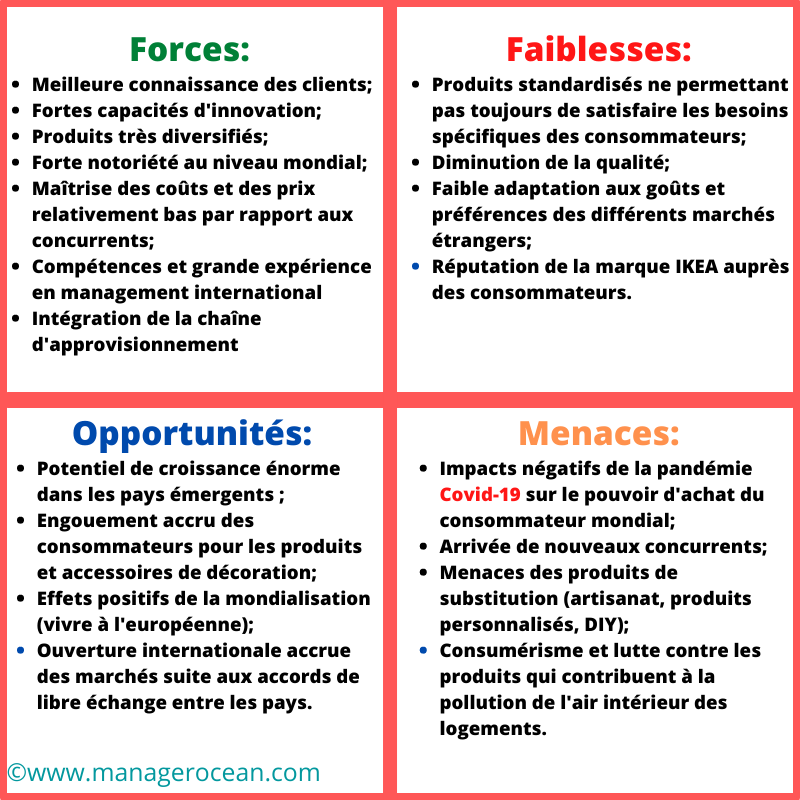 Forces:
Meilleure connaissance des clients;
Fortes capacités d'innovation;
Produits très diversifiés;
Forte notoriété au niveau mondial;
Maîtrise des coûts et des prix
relativement bas par rapport aux
concurrents;
Compétences et grande expérience
en management international
Intégration de la chaîne
d'approvisionnement
Faiblesses:
Produits standardisés ne permettant
pas toujours de satisfaire les besoins
spécifiques des consommateurs;
Diminution de la qualité;
Faible adaptation aux goûts et
préférences des différents marchés
étrangers;
Réputation de la marque IKEA auprès
des consommateurs.
Opportunités:
Potentiel de croissance énorme
dans les pays émergents ;
Engouement accru des
consommateurs pour les produits
et accessoires de décoration;
Effets positifs de la mondialisation
(vivre à l'européenne);
Ouverture internationale accrue
des marchés suite aux accords de
libre échange entre les pays.
Menaces:
Impacts négatifs de la pandémie
Covid-19 sur le pouvoir d'achat du
consommateur mondial;
Arrivée de nouveaux concurrents;
Menaces des produits de
substitution (artisanat, produits
personnalisés, DIY);
Consumérisme et lutte contre les
produits qui contribuent à la
pollution de l'air intérieur des
logements.
©www.managerocean.com